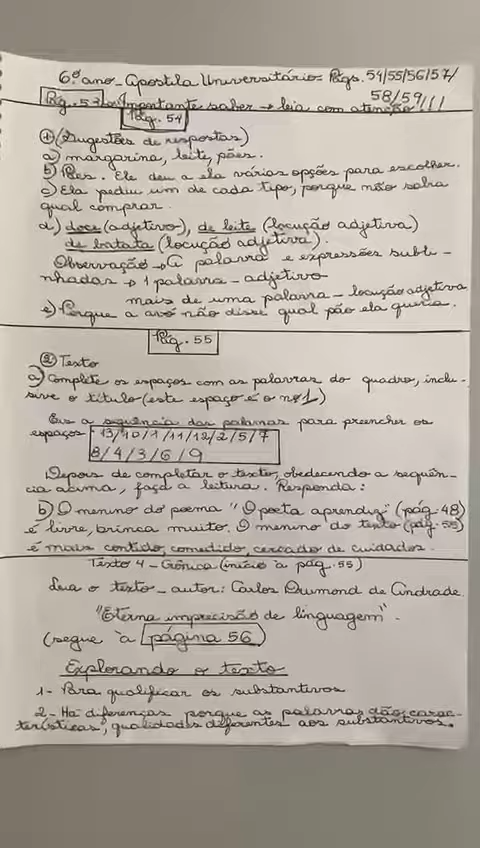 6º ano - Apostila Universitário - Págs. 54/55/56/57/
58/59
Pág. 53 Importante saber → leia com atenção!!!
Pág. 54
① (Sugestões de respostas)
a) margarina, leite, pães.
b) Pães. Ele deu a ela várias opções para escolher.
c) Ela pediu um de cada tipo, porque não sabia
qual comprar.
d) doce (adjetivo), de leite (locução adjetiva)
de batata (locução adjetiva).
Observação → A palavra e expressões subli-
nhadas → 1 palavra - adjetivo
mais de uma palavra - locução adjetiva
e) Porque a avó não disse qual pão ela queria.
Pág. 55
② Texto
a) Complete os espaços com as palavras do quadro, inclu-
sive o título (este espaço é o nº 1)
Eis a sequência das palavras para preencher os
espaços 13/10/1/11/12/2/5/7
8/4/3/6/9
Depois de completar o texto, obedecendo a sequên-
cia acima, faça a leitura. Responda:
b) O menino do poema "O poeta aprendiz" (pág. 48)
é livre, brinca muito. O menino do texto (pág. 55)
é mais contido, comedido, cercado de cuidados.
Texto 4 - Crônica (início à pág. 55)
Leia o texto - autor: Carlos Drumond de Andrade.
"Eterna imprecisão de linguagem".
(segue à página 56)
Explorando o texto
1- Para qualificar os substantivos
2- Há diferenças porque as palavras dão carac-
terísticas, qualidades diferentes aos substantivos.